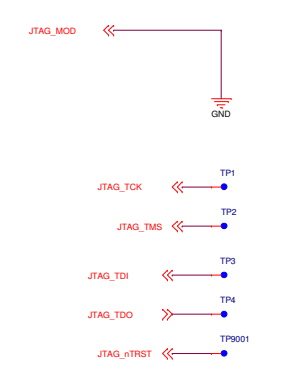 JTAG_MOD
GND
TP1
JTAG_TCK
TP2
JTAG_TMS
TP3
JTAG_TDI
TP4
JTAG_TDO
TP9001
JTAG_nTRST